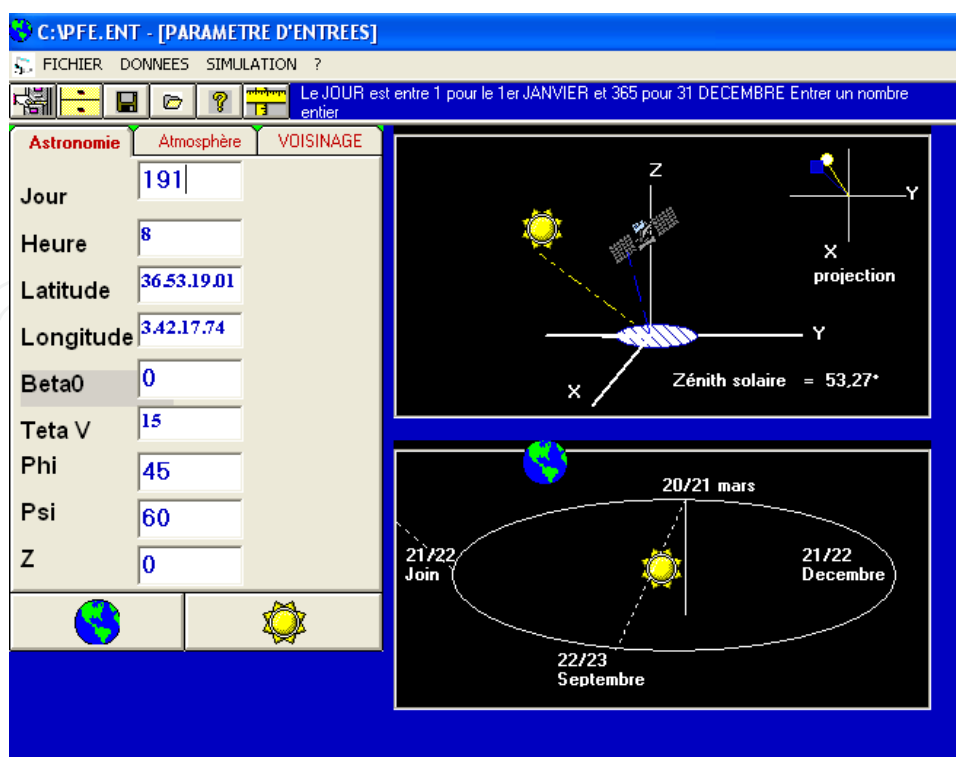 C:\PFE.ENT - [PARAMETRE D'ENTREES]
FICHIER DONNEES SIMULATION ?
Le JOUR est entre 1 pour le 1er JANVIER et 365 pour 31 DECEMBRE Entrer un nombre
entier
Astronomie Atmosphère VOISINAGE
Jour 191
Heure 8
Latitude 36.53.19.01
Longitude 3.42.17.74
Beta0 0
Teta V 15
Phi 45
Psi 60
Z 0
Z
Y
X
Zénith solaire = 53,27°
Y
X
projection
20/21 mars
21/22
Join
21/22
Decembre
22/23
Septembre